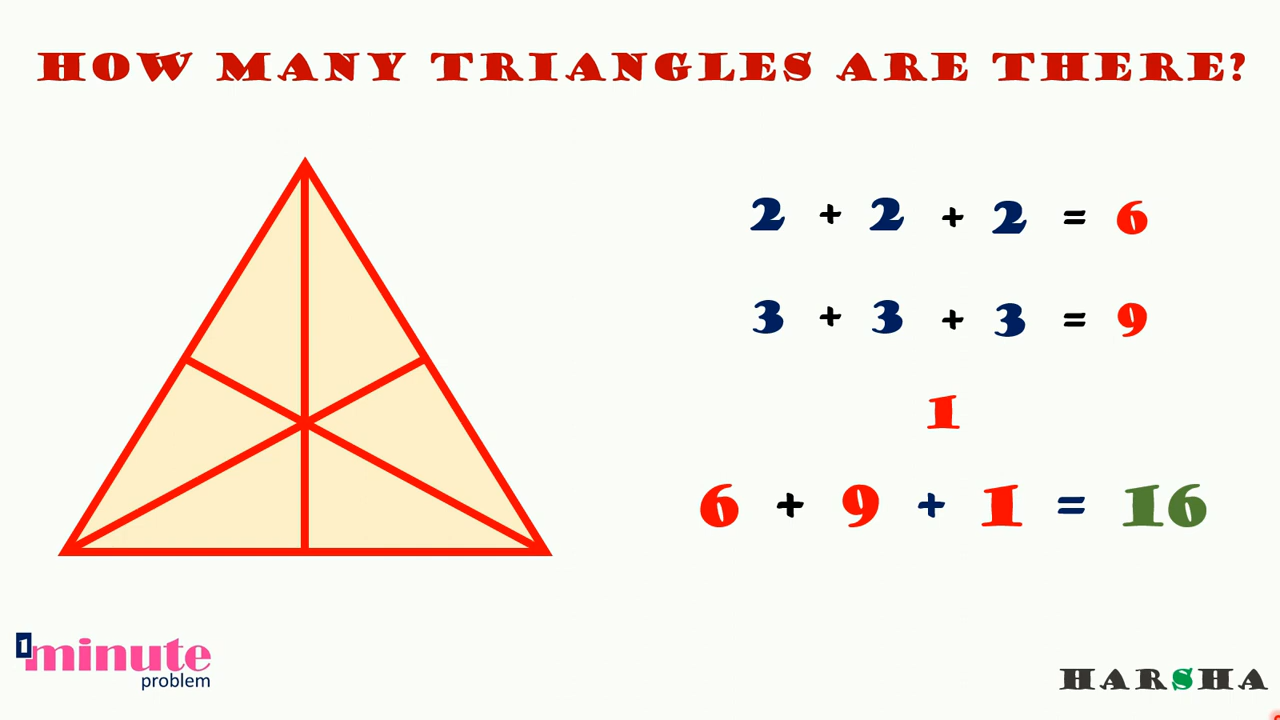 HOW MANY TRIANGLES ARE THERE?
2 + 2 + 2 = 6
3 + 3 + 3 = 9
1
6 + 9 + 1 = 16
1minute
problem
HARSHA